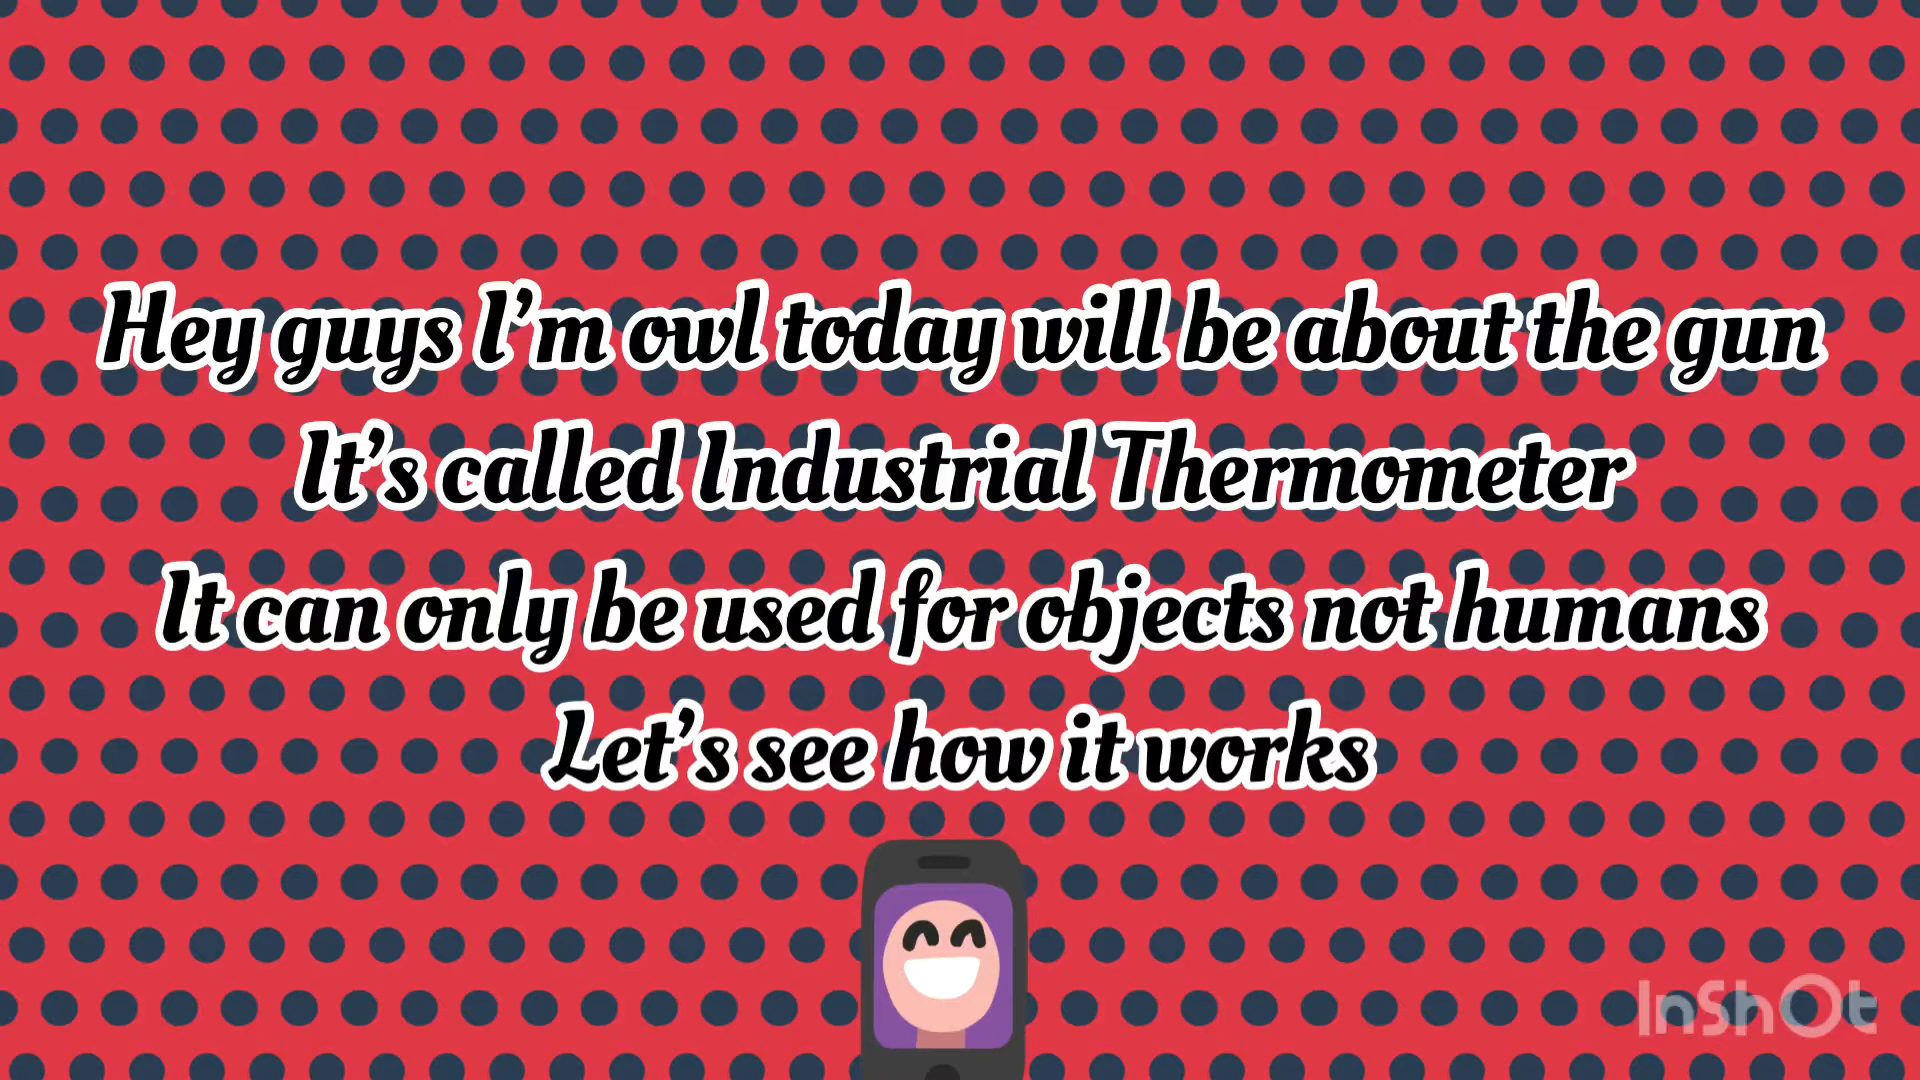 Hey guys I'm owl today will be about the gun
It's called Industrial Thermometer
It can only be used for objects not humans
Let's see how it works
InShOt